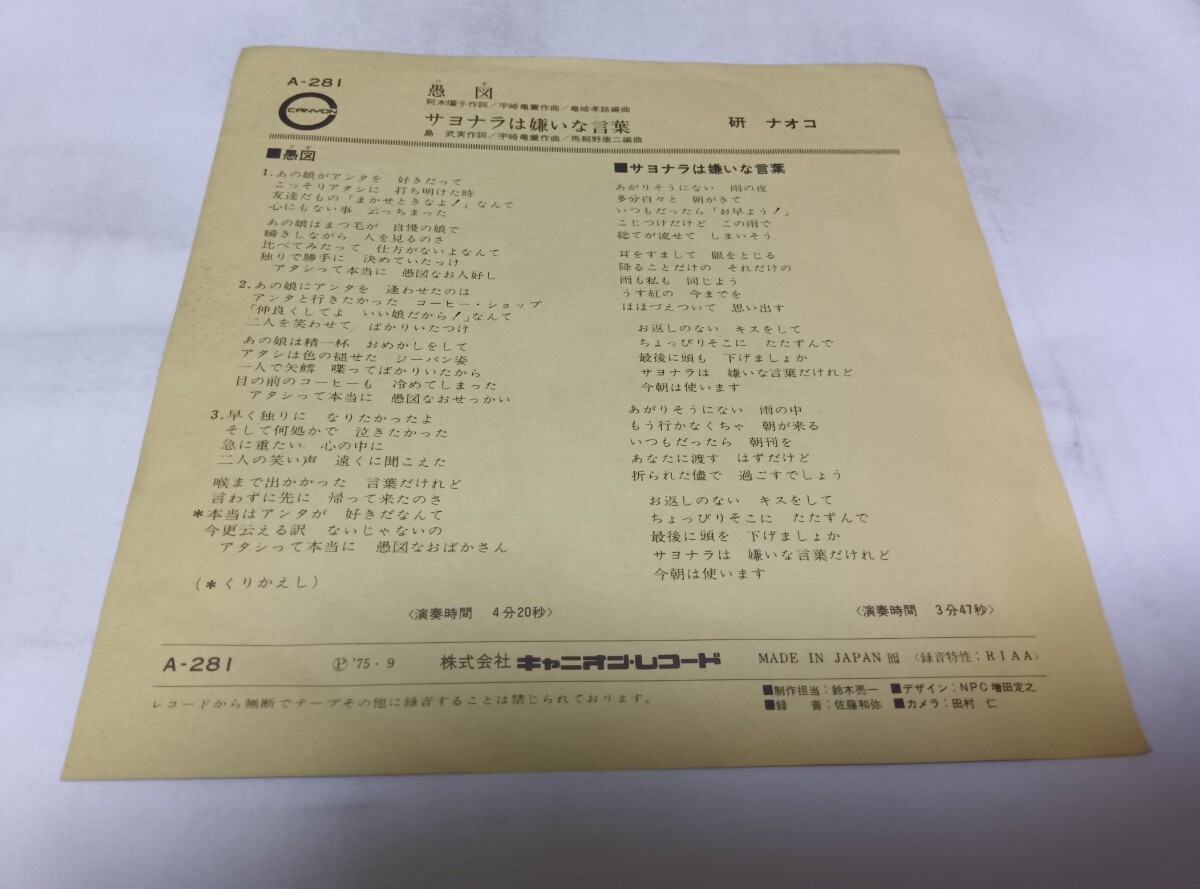 A-281
CANYON
愚図
阿木燿子作詞/宇崎竜童作曲/竜崎孝路編曲
サヨナラは嫌いな言葉
島 武実作詞/宇崎竜童作曲/馬飼野康二編曲
研 ナオコ
■愚図
1.あの娘がアンタを 好きだって
こっそりアタシに 打ち明けた時
友達だもの「まかせときなよ!」なんて
心にもない事 云っちまった
あの娘はまつ毛が 自慢の娘で
瞬きしながら 人を見るのさ
比べてみたって 仕方がないよなんて
独りで勝手に 決めていたっけ
アタシって本当に 愚図なお人好し
2.あの娘にアンタを 逢わせたのは
アンタと行きたかった コーヒー・ショップ
「仲良くしてよ いい娘だから!」なんて
二人を笑わせて ばかりいたつけ
あの娘は精一杯 おめかしをして
アタシは色の褪せた ジーパン姿
一人で矢鱈 喋ってばかりいたから
目の前のコーヒーも 冷めてしまった
アタシって本当に 愚図なおせっかい
3.早く独りに なりたかったよ
そして何処かで 泣きたかった
急に重たい 心の中に
二人の笑い声 遠くに聞こえた
喉まで出かかった 言葉だけれど
言わずに先に 帰って来たのさ
*本当はアンタが 好きだなんて
今更云える訳 ないじゃないの
アタシって本当に 愚図なおばかさん
(*くりかえし)
〈演奏時間 4分20秒〉
■サヨナラは嫌いな言葉
あがりそうにない 雨の夜
多分白々と 朝がきて
いつもだったら「お早よう!」
こじつけだけど この雨で
総てが流せて しまいそう
耳をすまして 眼をとじる
降ることだけの それだけの
雨も私も 同じよう
うす紅の 今までを
ほほづえついて 思い出す
お返しのない キスをして
ちょっぴりそこに たたずんで
最後に頭も 下げましょか
サヨナラは 嫌いな言葉だけれど
今朝は使います
あがりそうにない 雨の中
もう行かなくちゃ 朝が来る
いつもだったら 朝刊を
あなたに渡す はずだけど
折られた儘で 過ごすでしょう
お返しのない キスをして
ちょっぴりそこに たたずんで
最後に頭を 下げましょか
サヨナラは 嫌いな言葉だけれど
今朝は使います
〈演奏時間 3分47秒〉
A-281 Ⓟ'75・9 株式会社 キャニオン・レコード MADE IN JAPAN 〈録音特性:RIAA〉
レコードから無断でテープその他に録音することは禁じられております。
■制作担当:鈴木亮一 ■デザイン:NPC増田定之
■録 音:佐藤和弥 ■カメラ:田村 仁